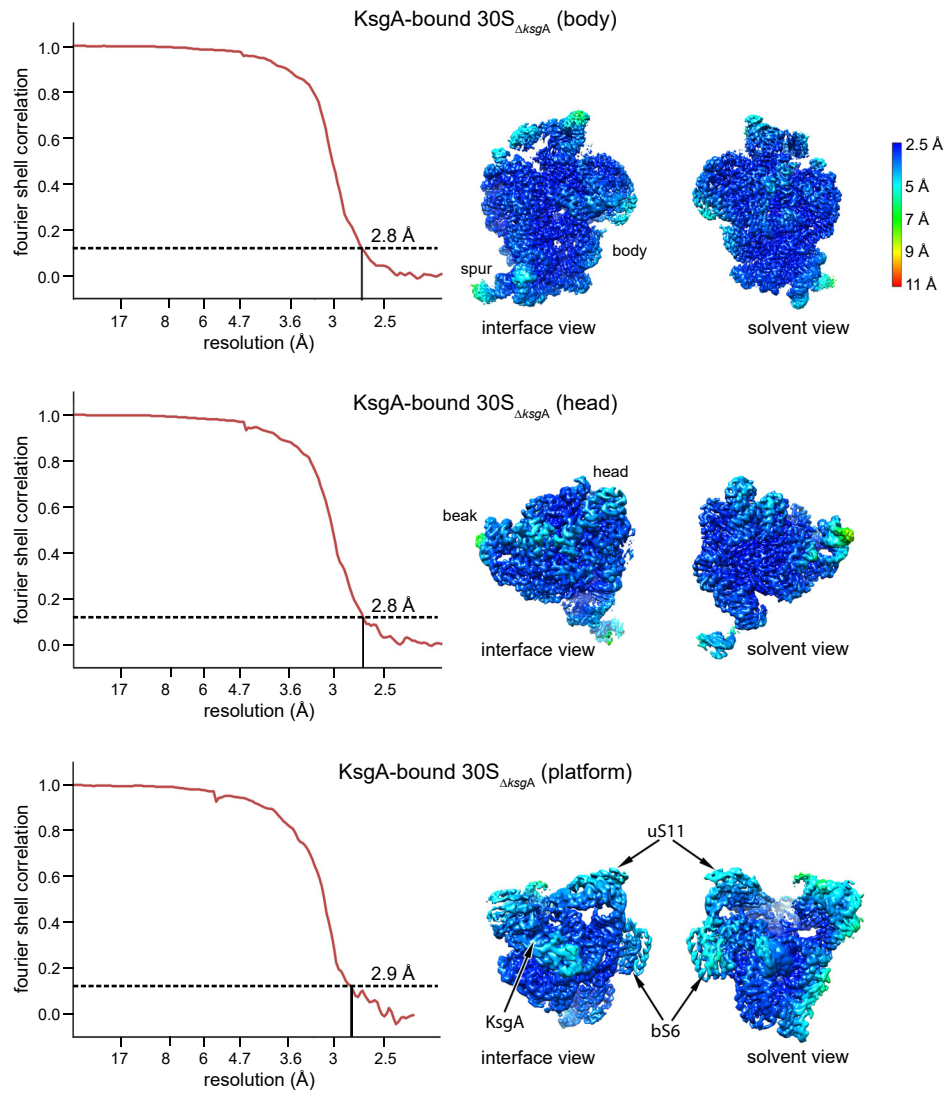 KsgA-bound 30SΔksgA (body)
fourier shell correlation
1.0
0.8
0.6
0.4
0.2
0.0
2.8 Å
17 8 6 4.7 3.6 3 2.5
resolution (Å)
spur
body
interface view
solvent view
2.5 Å
5 Å
7 Å
9 Å
11 Å
KsgA-bound 30SΔksgA (head)
fourier shell correlation
1.0
0.8
0.6
0.4
0.2
0.0
2.8 Å
17 8 6 4.7 3.6 3 2.5
resolution (Å)
head
beak
interface view
solvent view
KsgA-bound 30SΔksgA (platform)
fourier shell correlation
1.0
0.8
0.6
0.4
0.2
0.0
2.9 Å
17 8 6 4.7 3.6 3 2.5
resolution (Å)
uS11
KsgA
bS6
interface view
solvent view